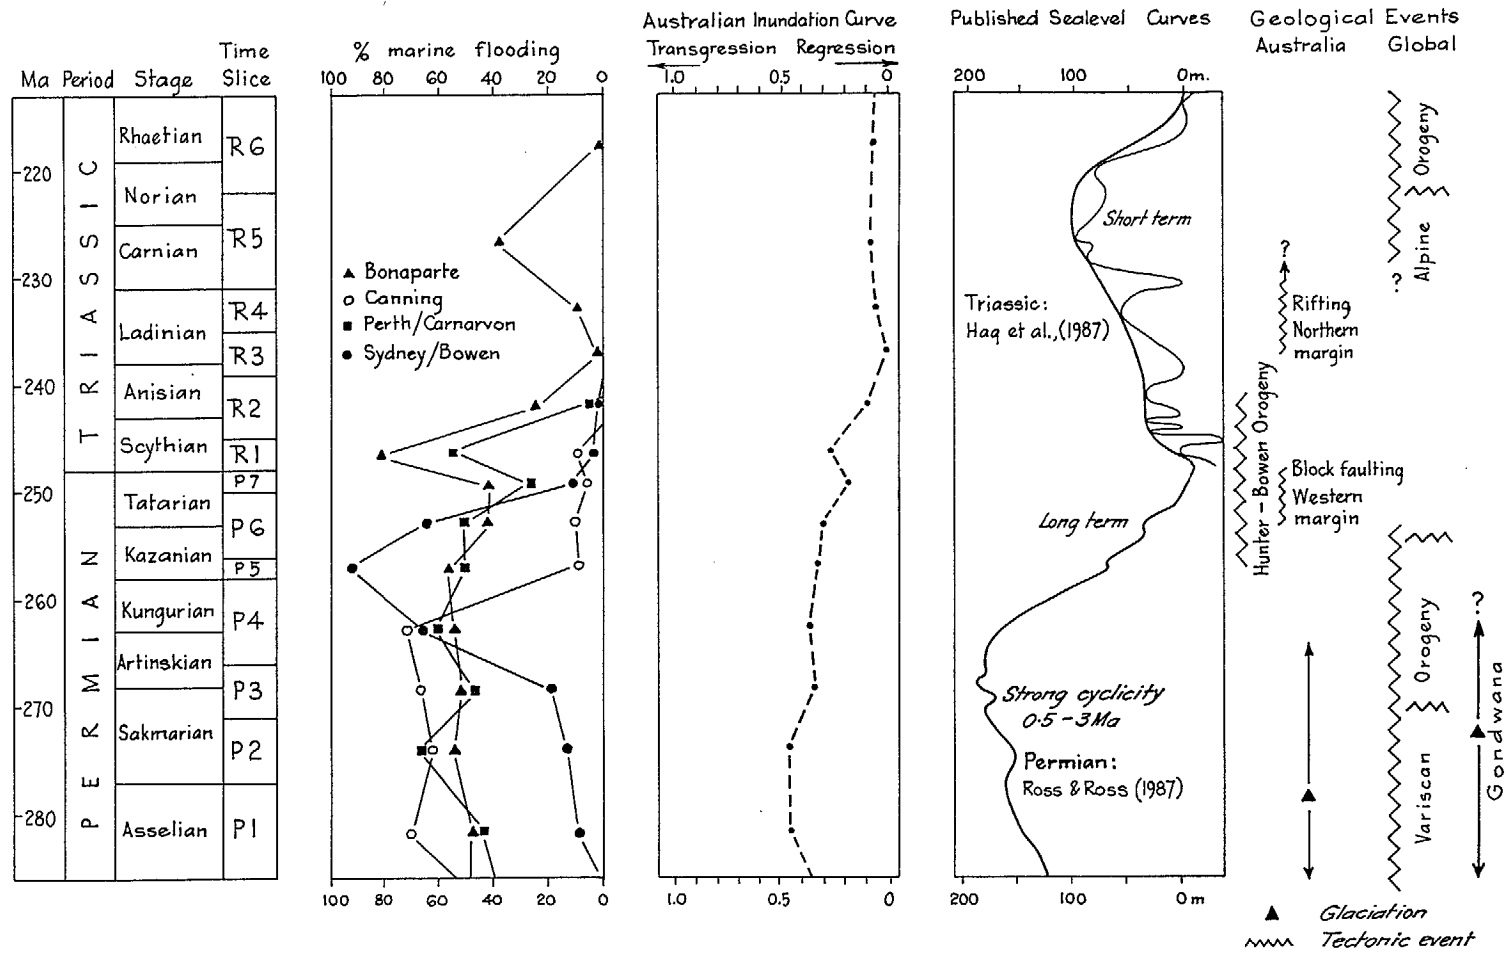 Australian Inundation Curve
Published Sealevel Curves
Geological Events
Time
% marine flooding
Transgression Regression
Australia Global
Ma Period Stage Slice
100 80 60 40 20 0
1.0 0.5 0
200 100 0m.
Rhaetian
Norian
Carnian
Ladinian
Anisian
Scythian
Tatarian
Kazanian
Kungurian
Artinskian
Sakmarian
Asselian
R6
R5
R4
R3
R2
R1
P7
P6
P5
P4
P3
P2
P1
220
230
240
250
260
270
280
TRIASSIC
PERMIAN
Bonaparte
Canning
Perth/Carnarvon
Sydney/Bowen
Short term
Triassic:
Haq et al.,(1987)
Long term
Strong cyclicity
0.5-3Ma
Permian:
Ross & Ross (1987)
?
Rifting
Northern
margin
Hunter-Bowen Orogeny
Block faulting
Western
margin
Alpine Orogeny
?
Variscan Orogeny
?
Gondwana
100 80 60 40 20 0
1.0 0.5 0
200 100 0m
Glaciation
Tectonic event